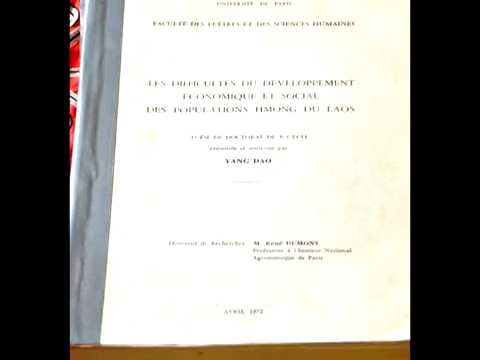 UNIVERSITÉ DE PARIS
FACULTÉ DES LETTRES ET DES SCIENCES HUMAINES
LES DIFFICULTÉS DU DÉVELOPPEMENT
ÉCONOMIQUE ET SOCIAL
DES POPULATIONS HMONG DU LAOS
THÈSE DE DOCTORAT DE 3e CYCLE
présentée et soutenue par
YANG DAO
Directeur de Recherches : M. René DUMONT
Professeur à l'Institut National
Agronomique de Paris
AVRIL 1972